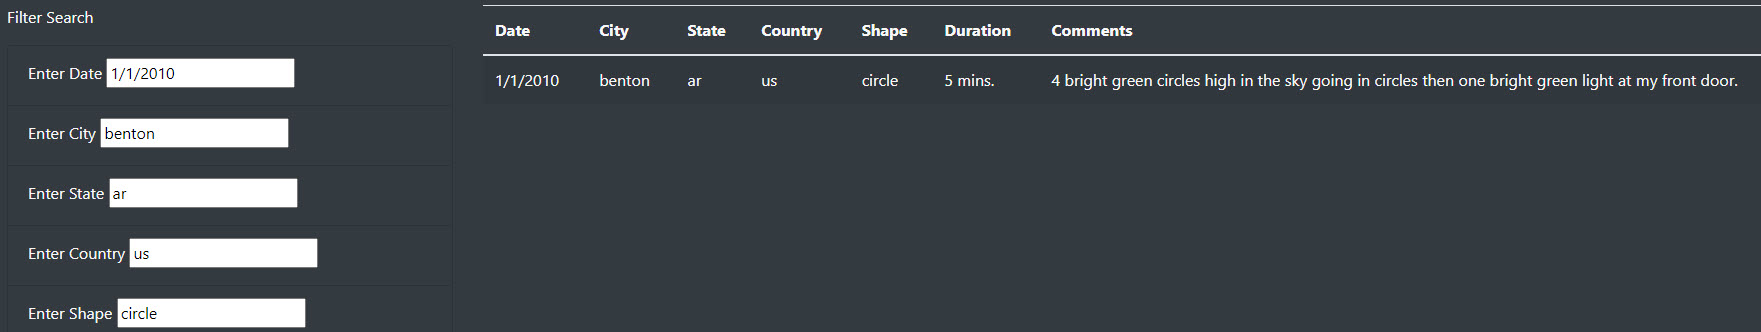 Filter Search
Enter Date 1/1/2010
Enter City benton
Enter State ar
Enter Country us
Enter Shape circle
Date City State Country Shape Duration Comments
1/1/2010 benton ar us circle 5 mins. 4 bright green circles high in the sky going in circles then one bright green light at my front door.